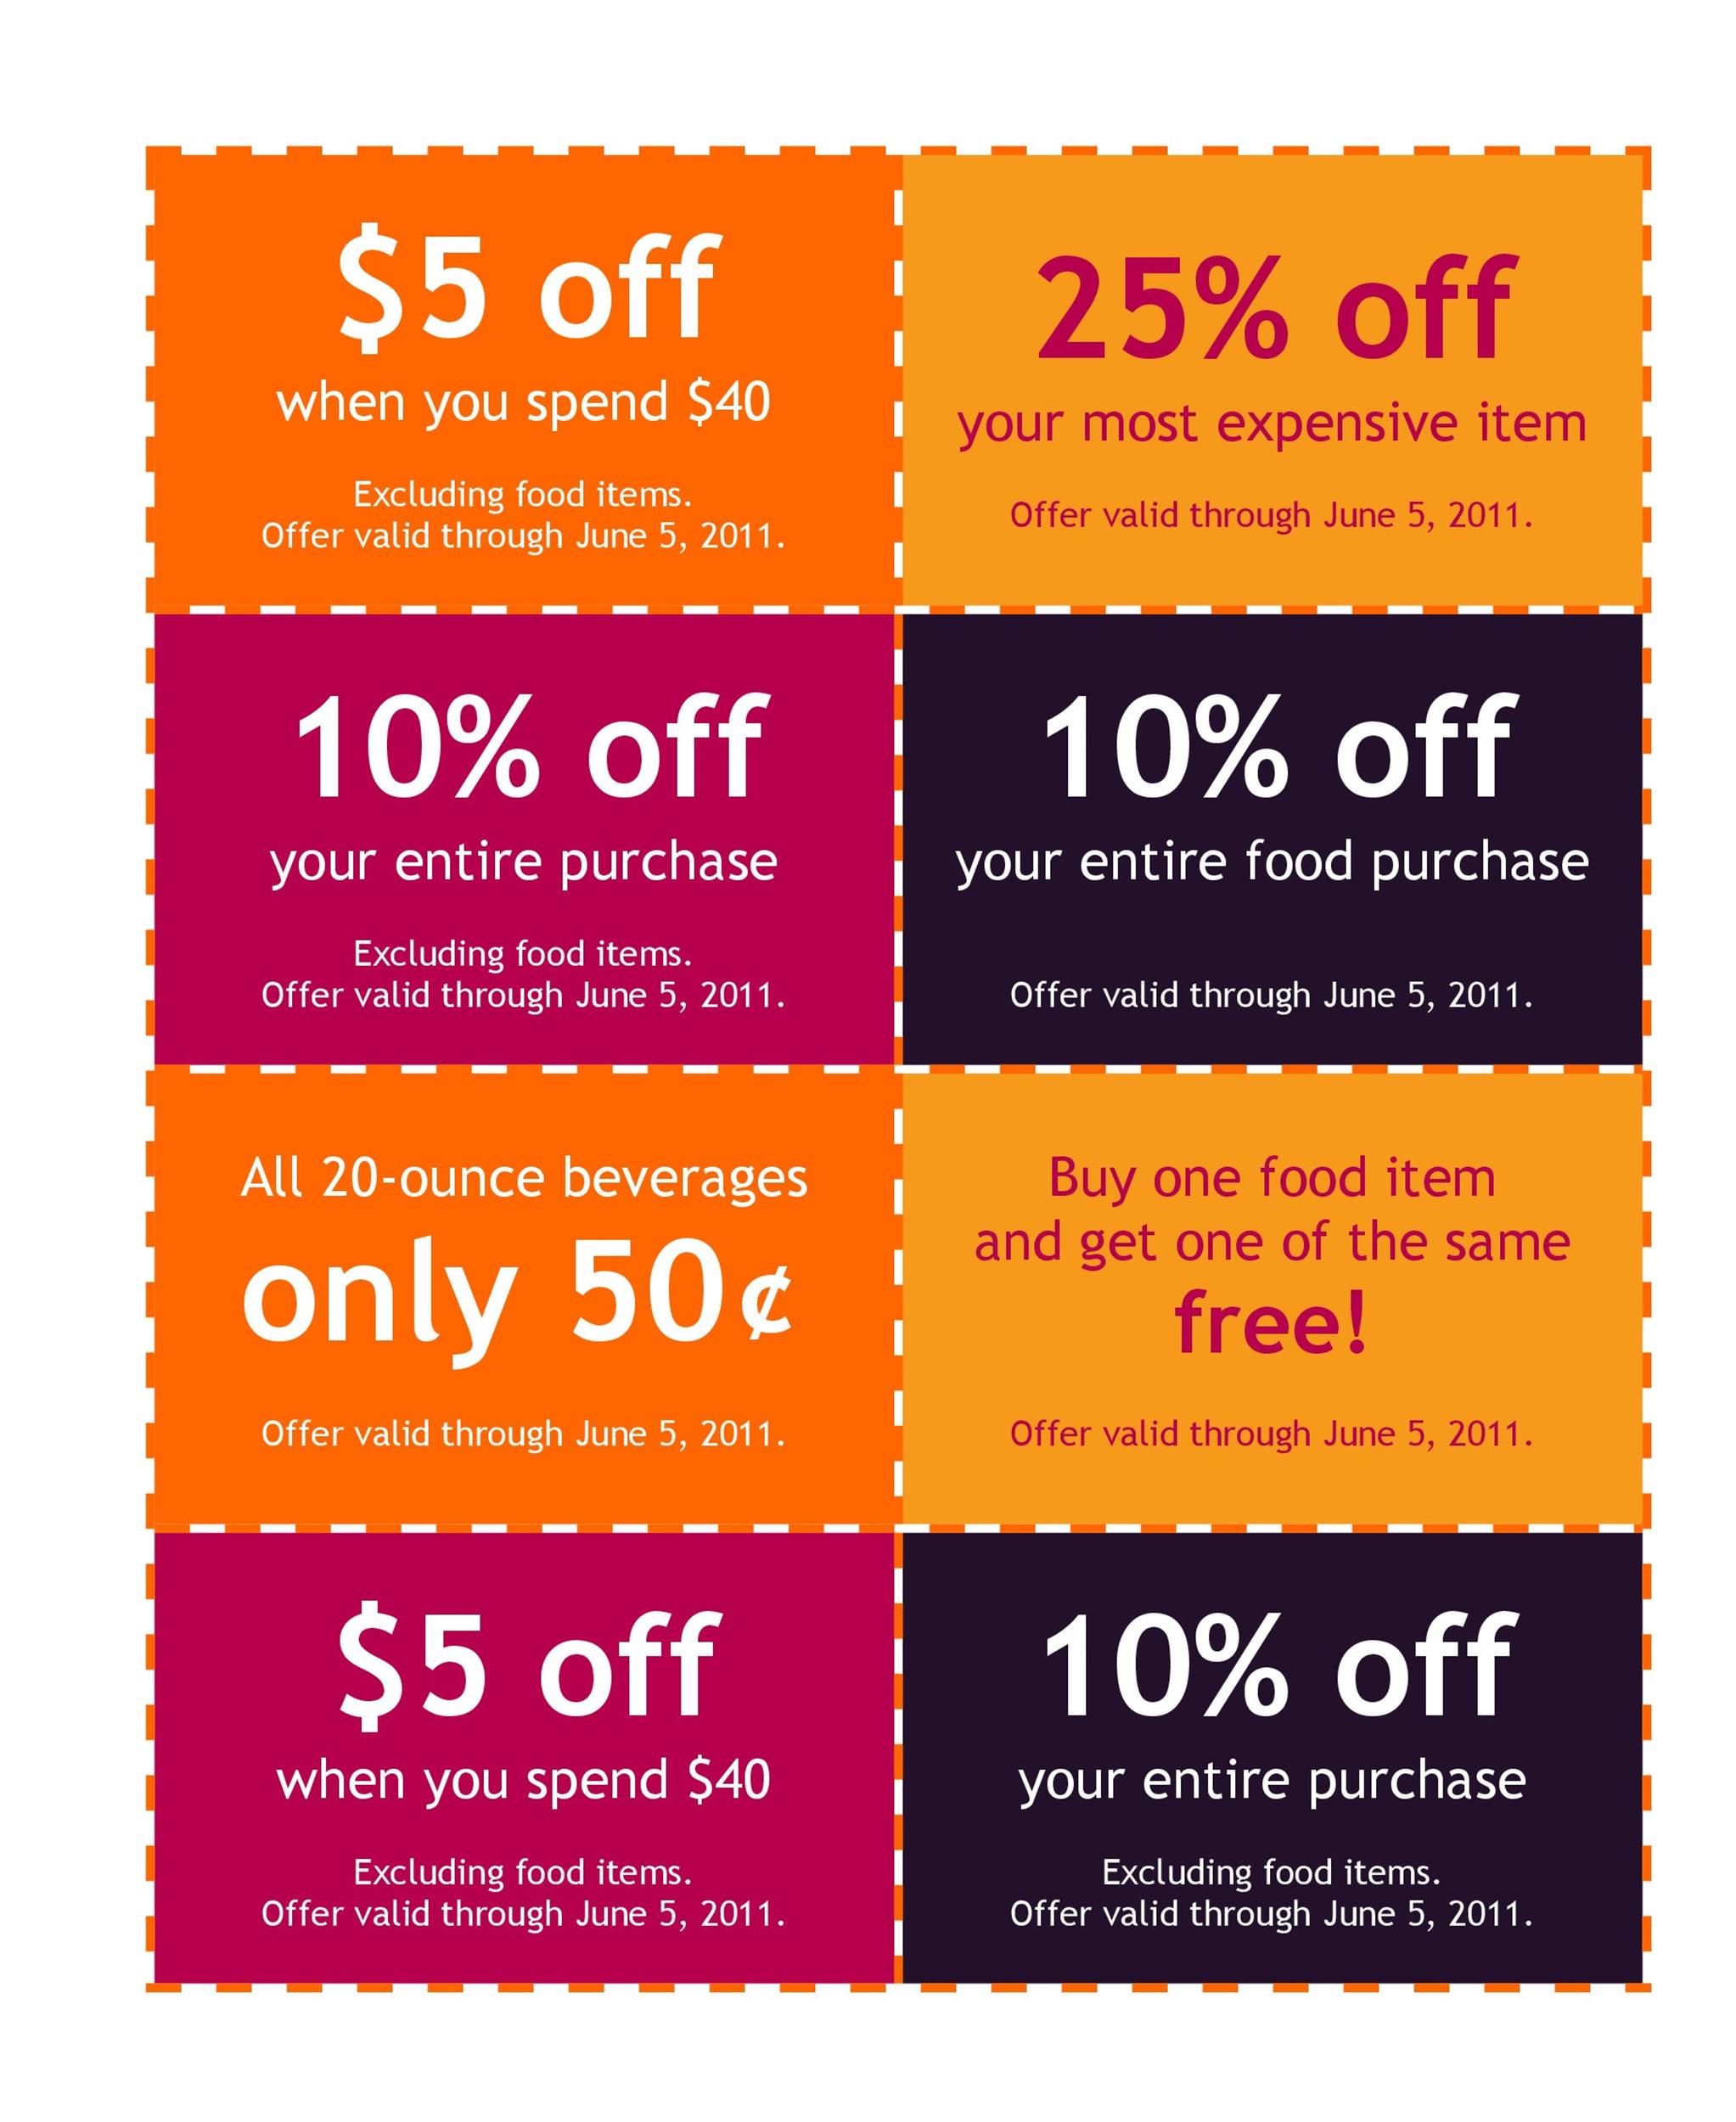 $5 off
when you spend $40
Excluding food items.
Offer valid through June 5, 2011.
25% off
your most expensive item
Offer valid through June 5, 2011.
10% off
your entire purchase
Excluding food items.
Offer valid through June 5, 2011.
10% off
your entire food purchase
Offer valid through June 5, 2011.
All 20-ounce beverages
only 50¢
Offer valid through June 5, 2011.
Buy one food item
and get one of the same
free!
Offer valid through June 5, 2011.
$5 off
when you spend $40
Excluding food items.
Offer valid through June 5, 2011.
10% off
your entire purchase
Excluding food items.
Offer valid through June 5, 2011.